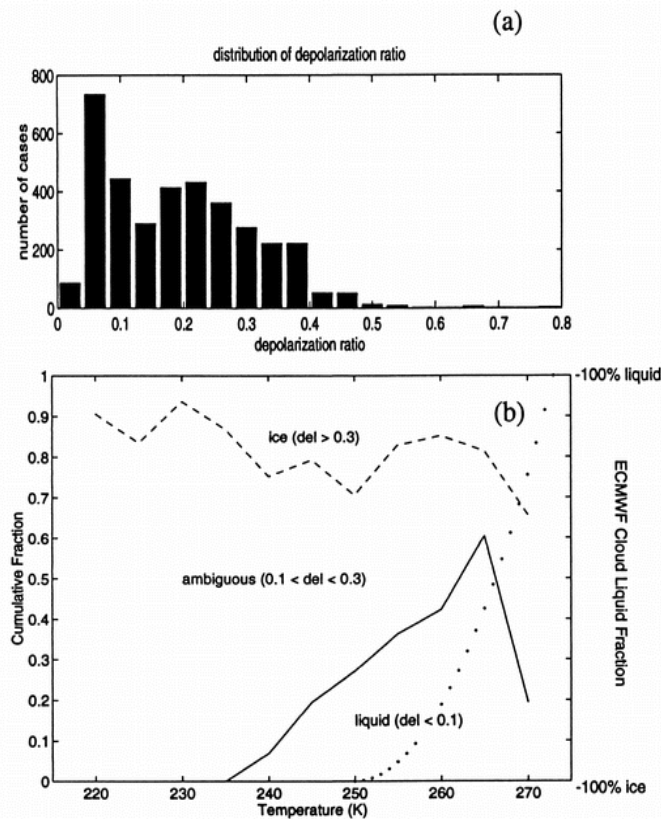 (a)
distribution of depolarization ratio
800
600
400
200
0
number of cases
0 0.1 0.2 0.3 0.4 0.5 0.6 0.7 0.8
depolarization ratio
(b)
1
0.9
0.8
0.7
0.6
0.5
0.4
0.3
0.2
0.1
0
Cumulative Fraction
ice (del > 0.3)
ambiguous (0.1 < del < 0.3)
liquid (del < 0.1)
-100% liquid
ECMWF Cloud Liquid Fraction
-100% ice
220 230 240 250 260 270
Temperature (K)